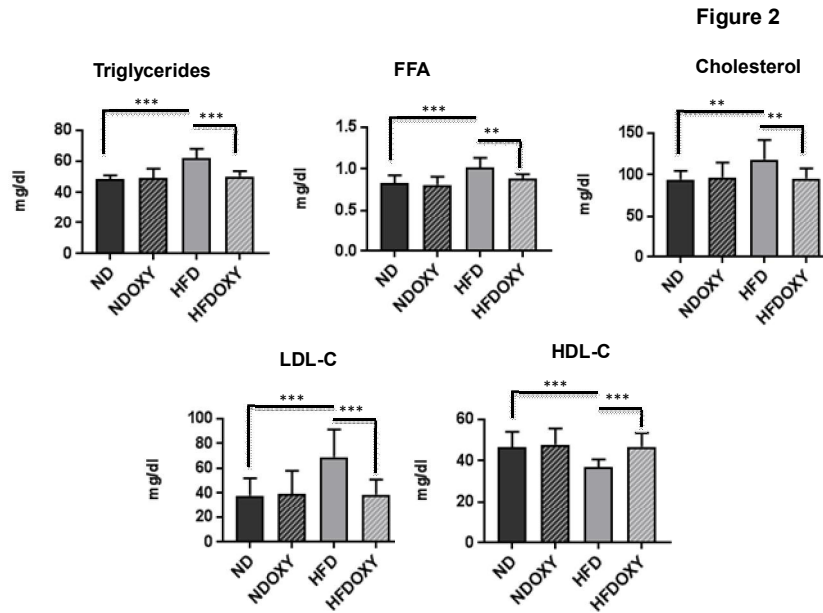 Figure 2
Triglycerides
***
***
80
60
40
20
0
mg/dl
ND
NDOXY
HFD
HFDOXY
FFA
***
**
1.5
1.0
0.5
0.0
mg/dl
ND
NDOXY
HFD
HFDOXY
Cholesterol
**
**
150
100
50
0
mg/dl
ND
NDOXY
HFD
HFDOXY
LDL-C
***
***
100
80
60
40
20
0
mg/dl
ND
NDOXY
HFD
HFDOXY
HDL-C
***
***
60
40
20
0
mg/dl
ND
NDOXY
HFD
HFDOXY